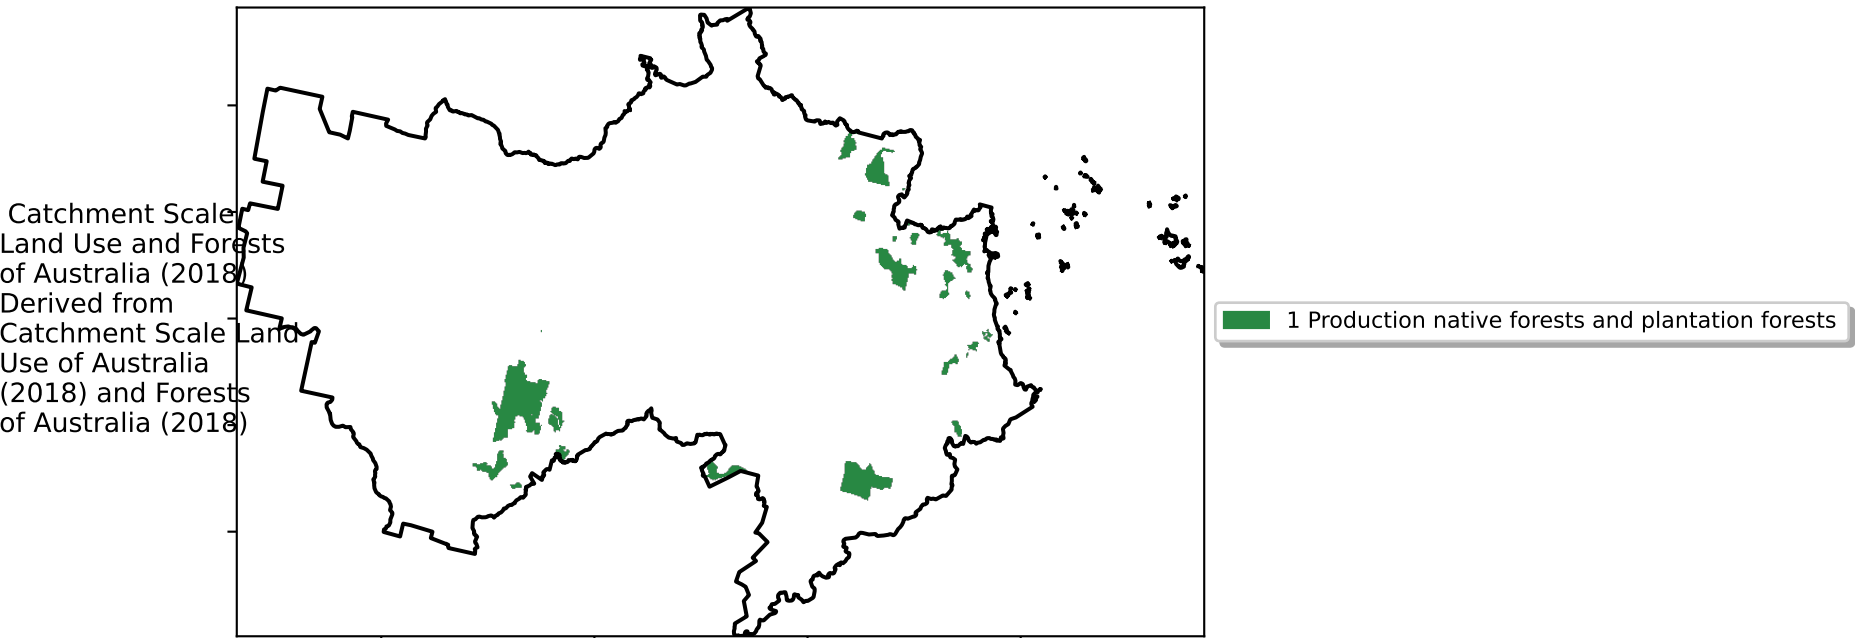 Catchment Scale
Land Use and Forests
of Australia (2018)
Derived from
Catchment Scale Land
Use of Australia
(2018) and Forests
of Australia (2018)
1 Production native forests and plantation forests